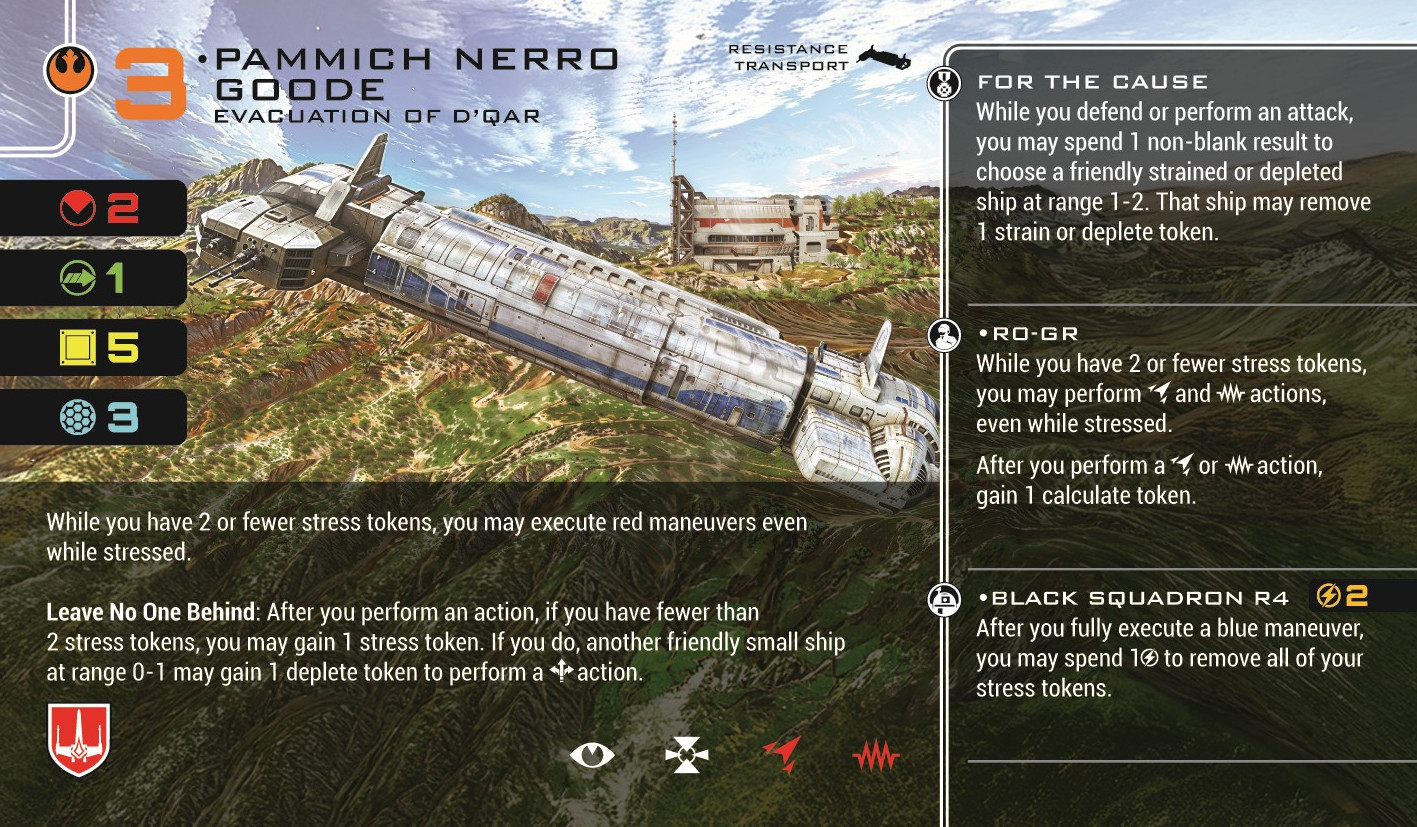 3
•PAMMICH NERRO
GOODE
EVACUATION OF D'QAR
RESISTANCE
TRANSPORT
2
1
5
3
While you have 2 or fewer stress tokens, you may execute red maneuvers even
while stressed.
Leave No One Behind: After you perform an action, if you have fewer than
2 stress tokens, you may gain 1 stress token. If you do, another friendly small ship
at range 0-1 may gain 1 deplete token to perform a action.
FOR THE CAUSE
While you defend or perform an attack,
you may spend 1 non-blank result to
choose a friendly strained or depleted
ship at range 1-2. That ship may remove
1 strain or deplete token.
•RO-GR
While you have 2 or fewer stress tokens,
you may perform and actions,
even while stressed.
After you perform a or action,
gain 1 calculate token.
•BLACK SQUADRON R4 2
After you fully execute a blue maneuver,
you may spend 1 to remove all of your
stress tokens.